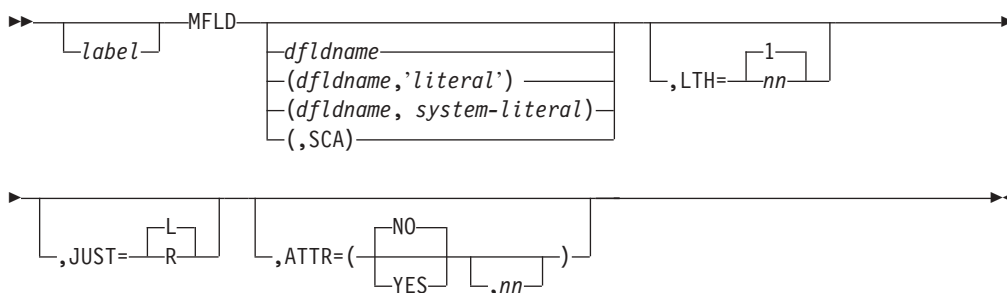 MFLD
label
dfldname
(dfldname,'literal')
(dfldname, system-literal)
(,SCA)
,LTH=
1
nn
,JUST=
L
R
,ATTR=(
NO
YES
,nn
)